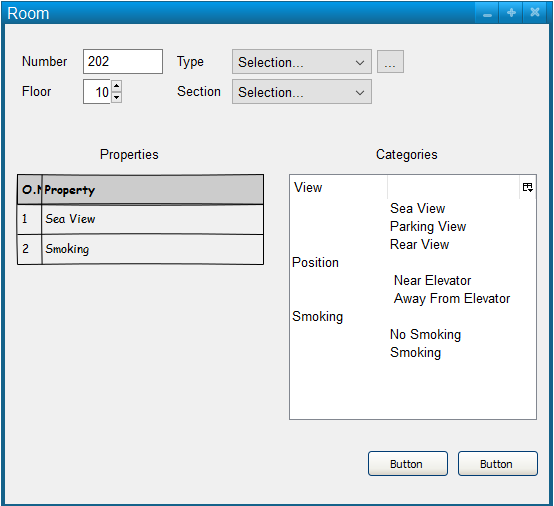 Room
Number 202 Type Selection... ...
Floor 10 Section Selection...
Properties Categories
O.N Property
1 Sea View
2 Smoking
View
Sea View
Parking View
Rear View
Position
Near Elevator
Away From Elevator
Smoking
No Smoking
Smoking
Button Button